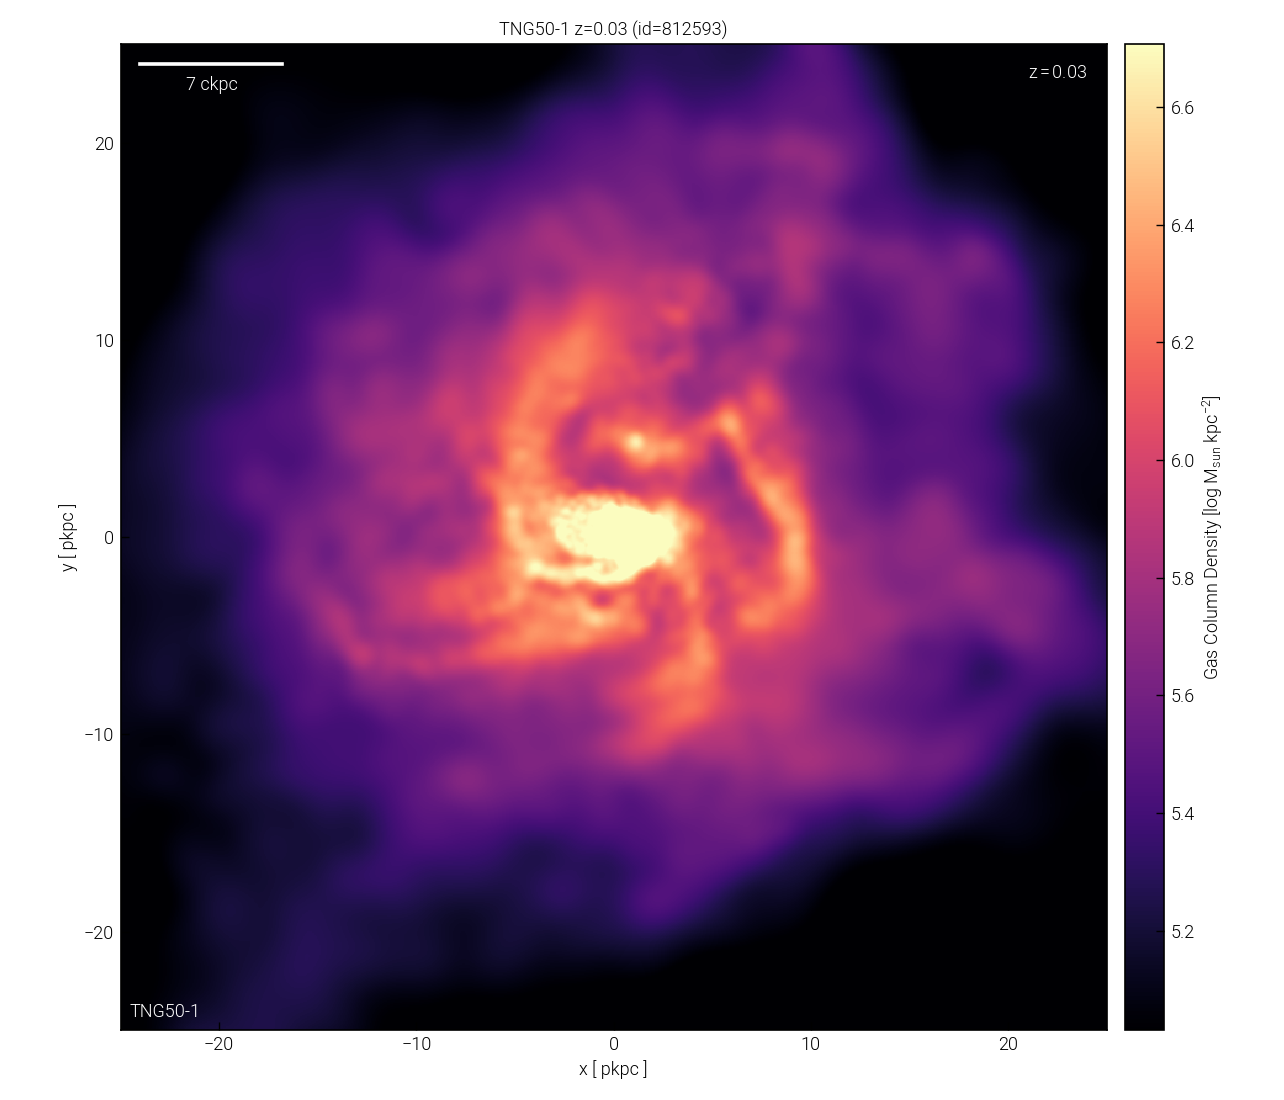 TNG50-1 z=0.03 (id=812593)
7 ckpc
z=0.03
TNG50-1
20
10
0
−10
−20
y [ pkpc ]
−20
−10
0
10
20
x [ pkpc ]
6.6
6.4
6.2
6.0
5.8
5.6
5.4
5.2
Gas Column Density [log M_sun kpc⁻²]